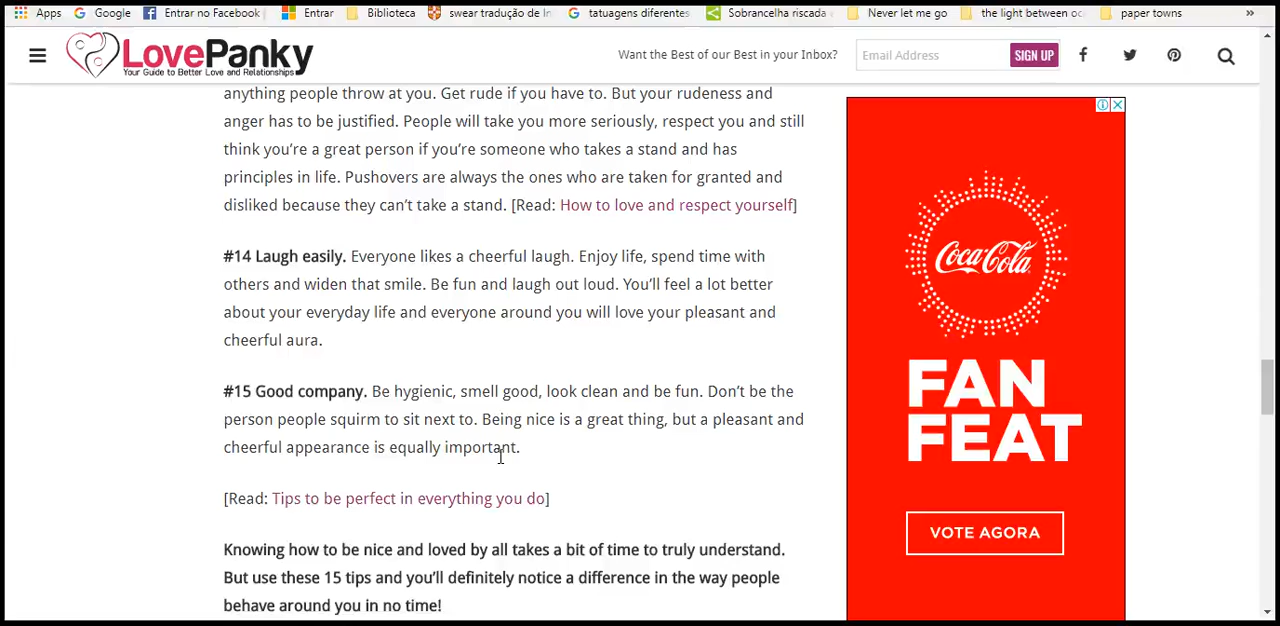 Apps Google Entrar no Facebook Entrar Biblioteca swear tradução de In tatuagens diferentes Sobrancelha riscada Never let me go the light between oc paper towns »
LovePanky
Your Guide to Better Love and Relationships
Want the Best of our Best in your Inbox? Email Address SIGN UP
anything people throw at you. Get rude if you have to. But your rudeness and
anger has to be justified. People will take you more seriously, respect you and still
think you’re a great person if you’re someone who takes a stand and has
principles in life. Pushovers are always the ones who are taken for granted and
disliked because they can’t take a stand. [Read: How to love and respect yourself]
#14 Laugh easily. Everyone likes a cheerful laugh. Enjoy life, spend time with
others and widen that smile. Be fun and laugh out loud. You’ll feel a lot better
about your everyday life and everyone around you will love your pleasant and
cheerful aura.
#15 Good company. Be hygienic, smell good, look clean and be fun. Don’t be the
person people squirm to sit next to. Being nice is a great thing, but a pleasant and
cheerful appearance is equally important.
[Read: Tips to be perfect in everything you do]
Knowing how to be nice and loved by all takes a bit of time to truly understand.
But use these 15 tips and you’ll definitely notice a difference in the way people
behave around you in no time!
Coca-Cola
FAN
FEAT
VOTE AGORA